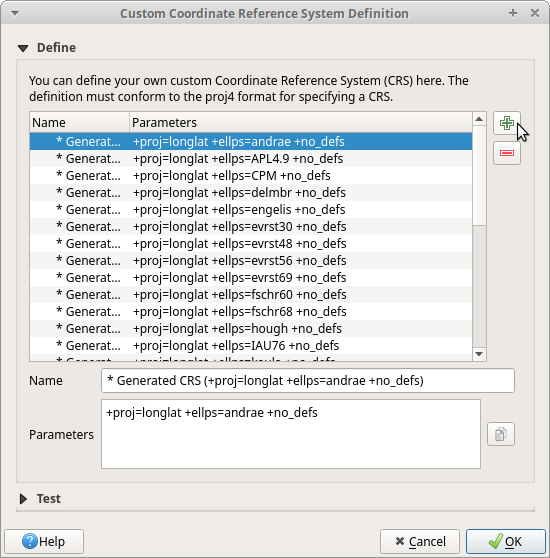 Custom Coordinate Reference System Definition
Define
You can define your own custom Coordinate Reference System (CRS) here. The
definition must conform to the proj4 format for specifying a CRS.
Name Parameters
* Generat... +proj=longlat +ellps=andrae +no_defs
* Generat... +proj=longlat +ellps=APL4.9 +no_defs
* Generat... +proj=longlat +ellps=CPM +no_defs
* Generat... +proj=longlat +ellps=delmbr +no_defs
* Generat... +proj=longlat +ellps=engelis +no_defs
* Generat... +proj=longlat +ellps=evrst30 +no_defs
* Generat... +proj=longlat +ellps=evrst48 +no_defs
* Generat... +proj=longlat +ellps=evrst56 +no_defs
* Generat... +proj=longlat +ellps=evrst69 +no_defs
* Generat... +proj=longlat +ellps=fschr60 +no_defs
* Generat... +proj=longlat +ellps=fschr68 +no_defs
* Generat... +proj=longlat +ellps=hough +no_defs
* Generat... +proj=longlat +ellps=IAU76 +no_defs
* Generat... +proj=longlat +ellps=kaula +no_defs
Name * Generated CRS (+proj=longlat +ellps=andrae +no_defs)
+proj=longlat +ellps=andrae +no_defs
Parameters
Test
Help Cancel OK